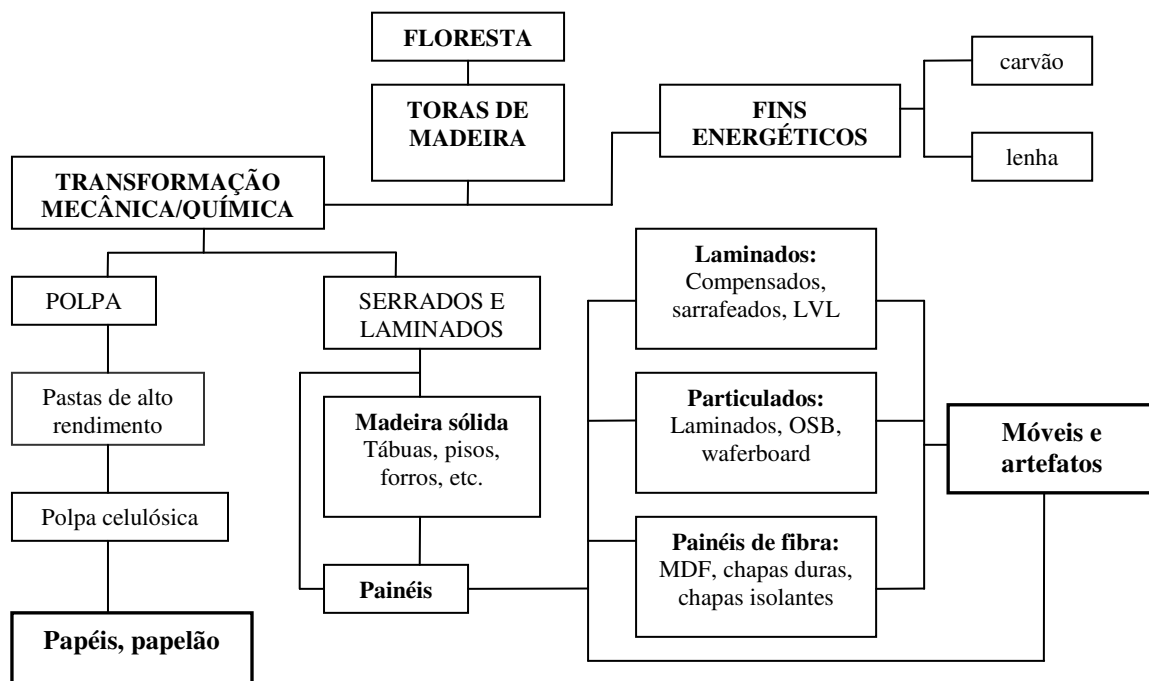 FLORESTA
TORAS DE
MADEIRA
FINS
ENERGÉTICOS
carvão
lenha
TRANSFORMAÇÃO
MECÂNICA/QUÍMICA
POLPA
SERRADOS E
LAMINADOS
Pastas de alto
rendimento
Polpa celulósica
Papéis, papelão
Madeira sólida
Tábuas, pisos,
forros, etc.
Painéis
Laminados:
Compensados,
sarrafeados, LVL
Particulados:
Laminados, OSB,
waferboard
Painéis de fibra:
MDF, chapas duras,
chapas isolantes
Móveis e
artefatos